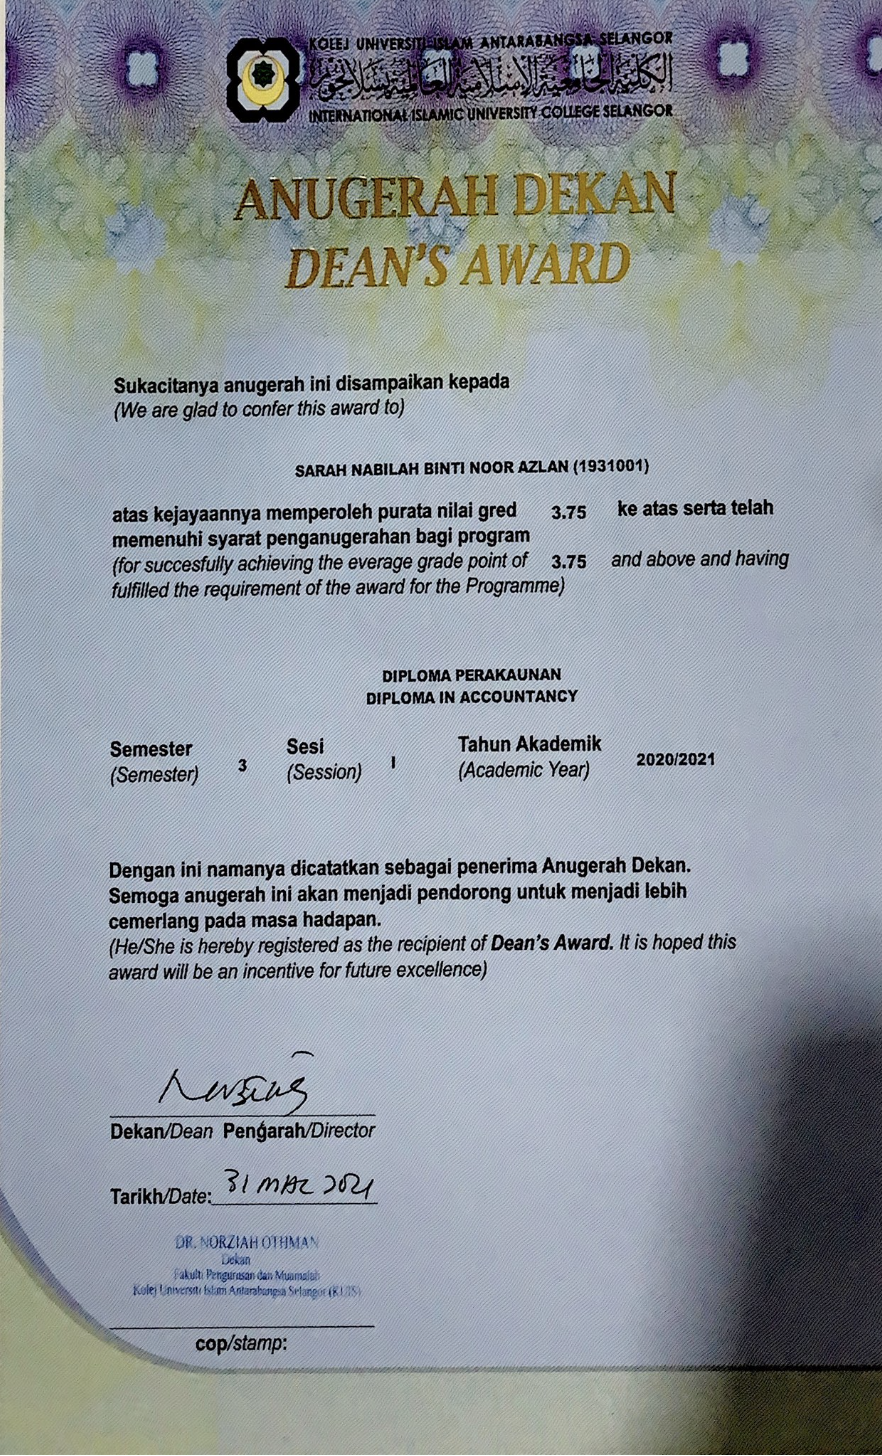 KOLEJ UNIVERSITI ISLAM ANTARABANGSA SELANGOR
الكلية الجامعية الإسلامية العالمية بسلانجور
INTERNATIONAL ISLAMIC UNIVERSITY COLLEGE SELANGOR
ANUGERAH DEKAN
DEAN'S AWARD
Sukacitanya anugerah ini disampaikan kepada
(We are glad to confer this award to)
SARAH NABILAH BINTI NOOR AZLAN (1931001)
atas kejayaannya memperoleh purata nilai gred 3.75 ke atas serta telah
memenuhi syarat penganugerahan bagi program
(for succesfully achieving the everage grade point of 3.75 and above and having
fulfilled the requirement of the award for the Programme)
DIPLOMA PERAKAUNAN
DIPLOMA IN ACCOUNTANCY
Semester Sesi Tahun Akademik
3 I 2020/2021
(Semester) (Session) (Academic Year)
Dengan ini namanya dicatatkan sebagai penerima Anugerah Dekan.
Semoga anugerah ini akan menjadi pendorong untuk menjadi lebih
cemerlang pada masa hadapan.
(He/She is hereby registered as the recipient of Dean's Award. It is hoped this
award will be an incentive for future excellence)
Dekan/Dean Pengarah/Director
Tarikh/Date: 31 MAC 2021
DR. NORZIAH OTHMAN
Dekan
Fakulti Pengurusan dan Muamalah
Kolej Universiti Islam Antarabangsa Selangor (KUIS)
cop/stamp: